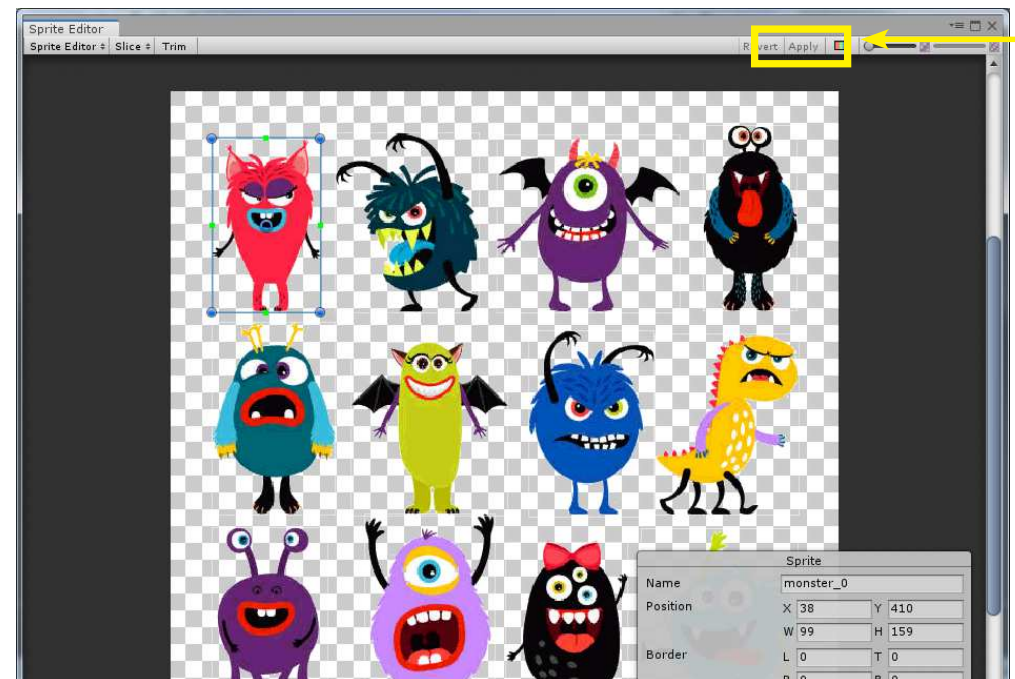 Sprite Editor
Sprite Editor Slice Trim Revert Apply
Sprite
Name monster_0
Position X 38 Y 410
W 99 H 159
Border L 0 T 0